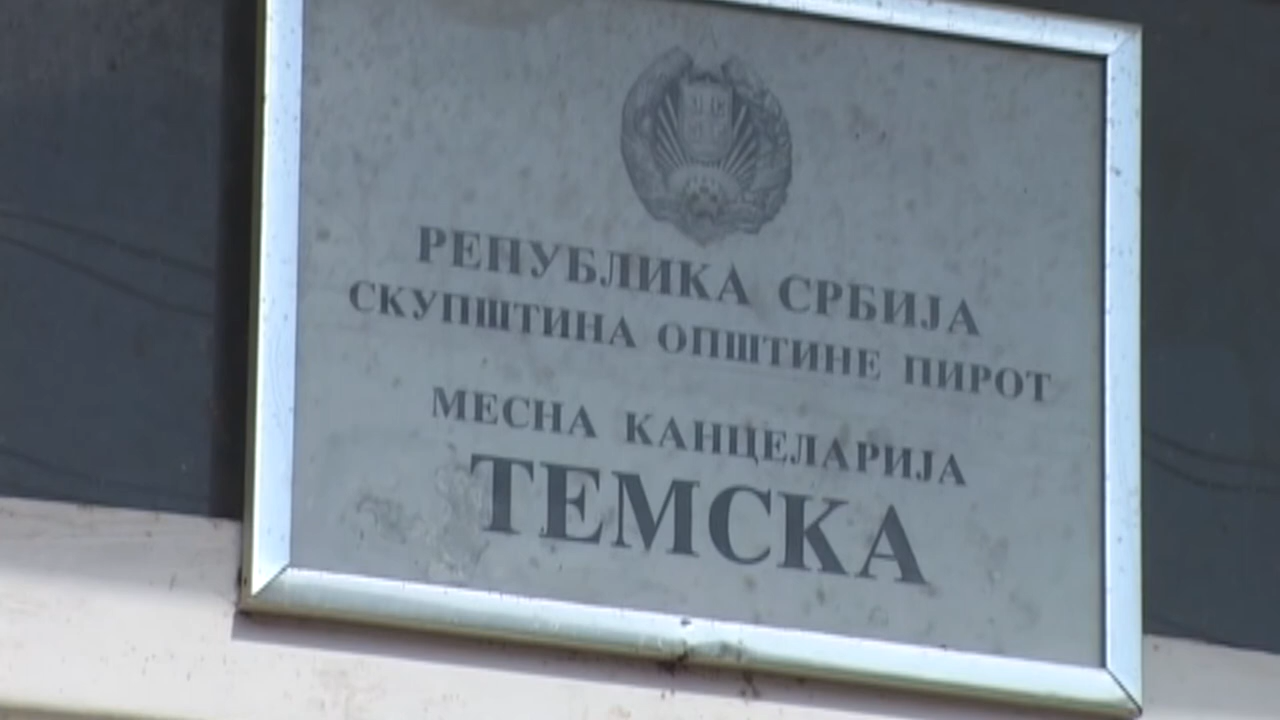 РЕПУБЛИКА СРБИЈА
СКУПШТИНА ОПШТИНЕ ПИРОТ
МЕСНА КАНЦЕЛАРИЈА
ТЕМСКА